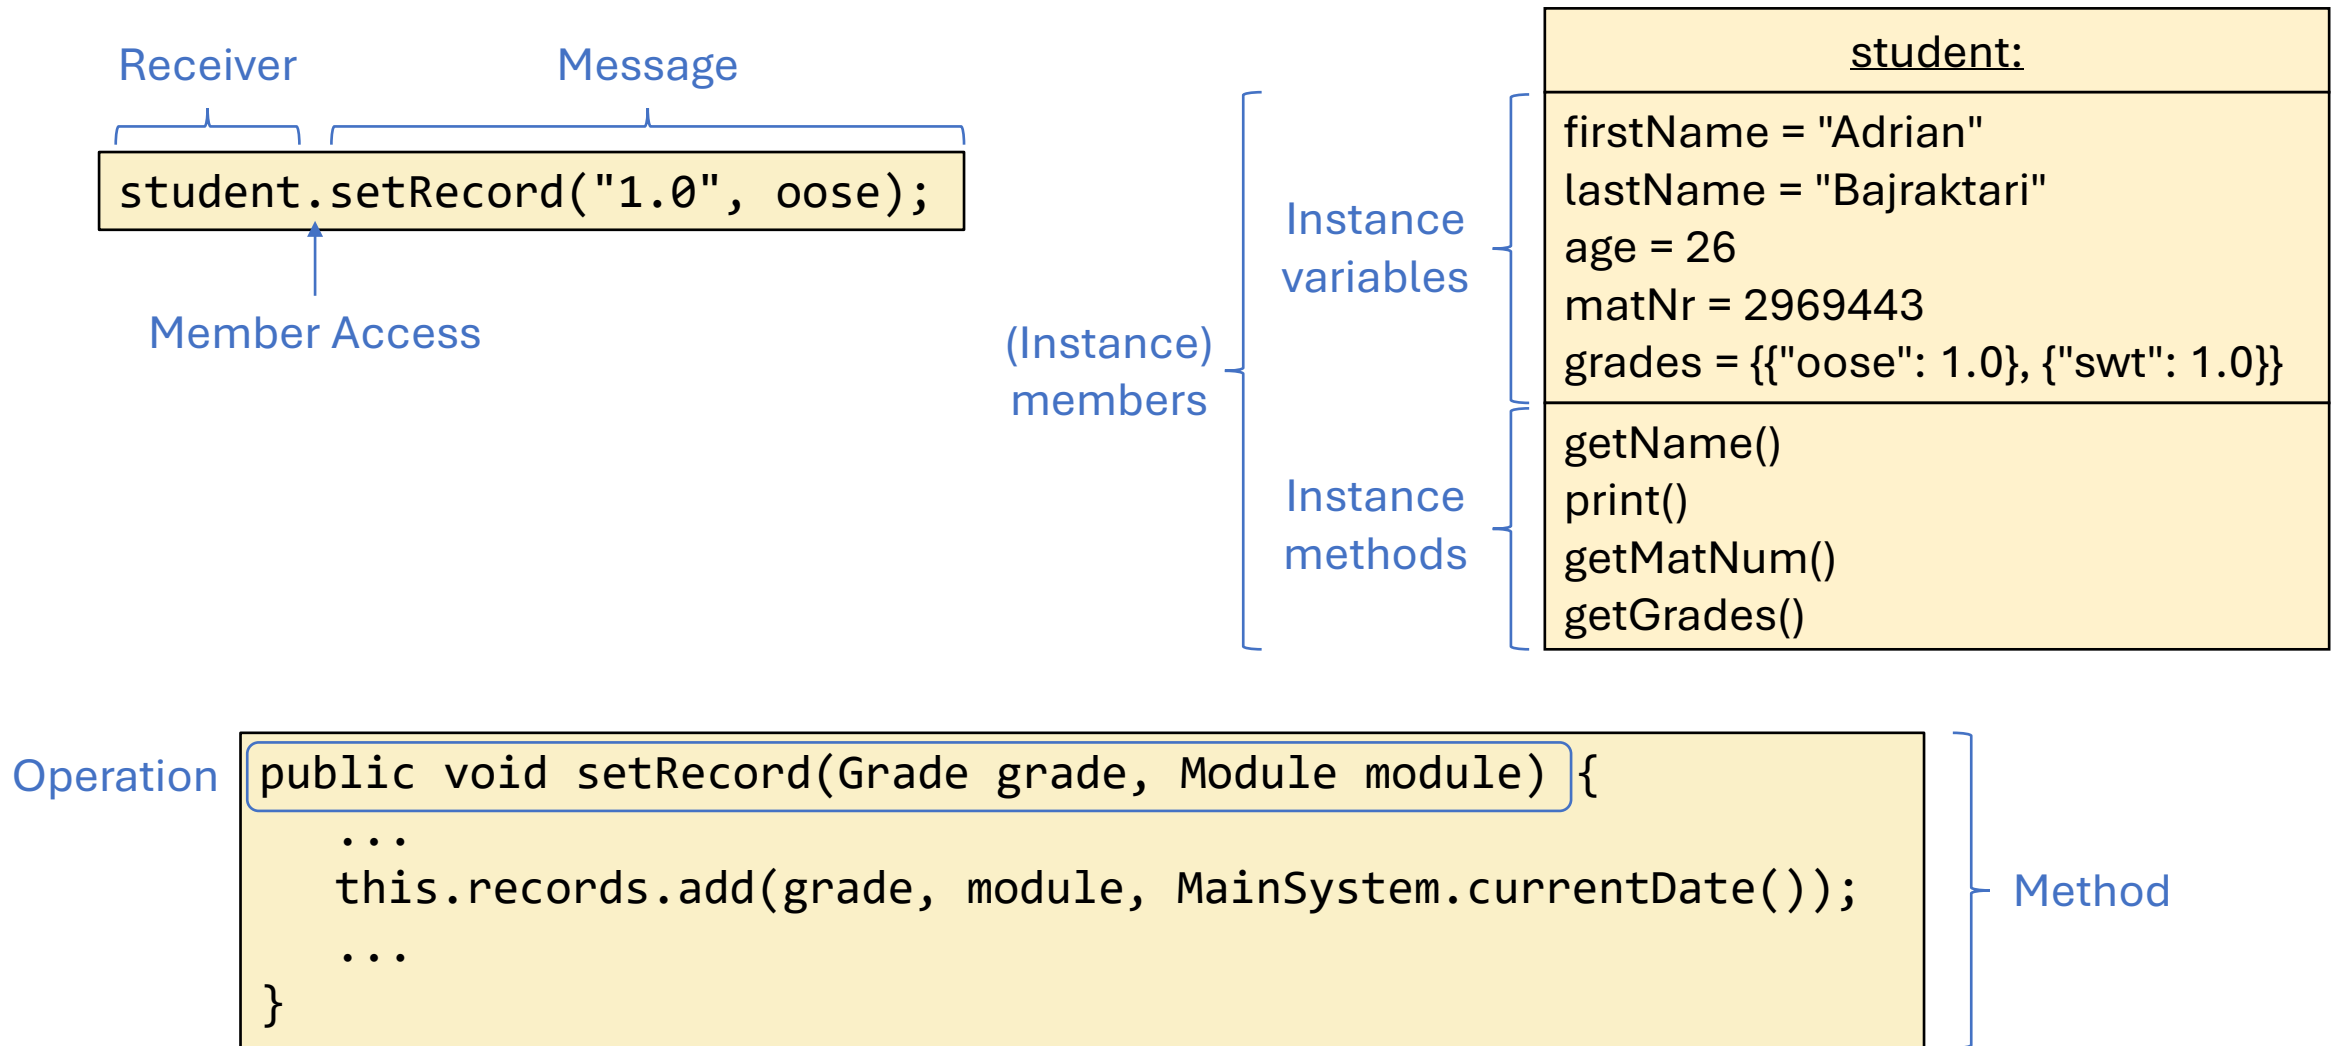 Receiver
Message
student.setRecord("1.0", oose);
Member Access
(Instance)
members
Instance
variables
Instance
methods
student:
firstName = "Adrian"
lastName = "Bajraktari"
age = 26
matNr = 2969443
grades = {{"oose": 1.0}, {"swt": 1.0}}
getName()
print()
getMatNum()
getGrades()
Operation
public void setRecord(Grade grade, Module module) {
...
this.records.add(grade, module, MainSystem.currentDate());
...
}
Method